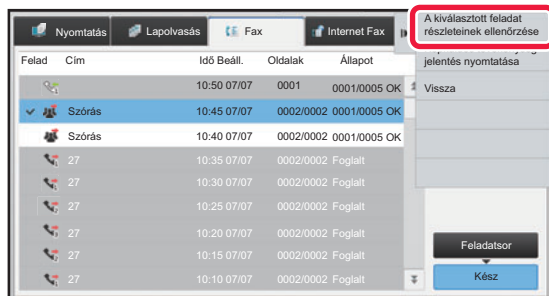 Nyomtatás Lapolvasás Fax Internet Fax
A kiválasztott feladat
részleteinek ellenőrzése
jelentés nyomtatása
Vissza
Felad Cím Idő Beáll. Oldalak Állapot
10:50 07/07 0001 0001/0005 OK
Szórás 10:45 07/07 0002/0002 0001/0005 OK
Szórás 10:40 07/07 0002/0002 0001/0005 OK
27 10:35 07/07 0002/0002 Foglalt
27 10:30 07/07 0002/0002 Foglalt
27 10:25 07/07 0002/0002 Foglalt
27 10:20 07/07 0002/0002 Foglalt
27 10:15 07/07 0002/0002 Foglalt
27 10:10 07/07 0002/0002 Foglalt
Feladatsor
Kész